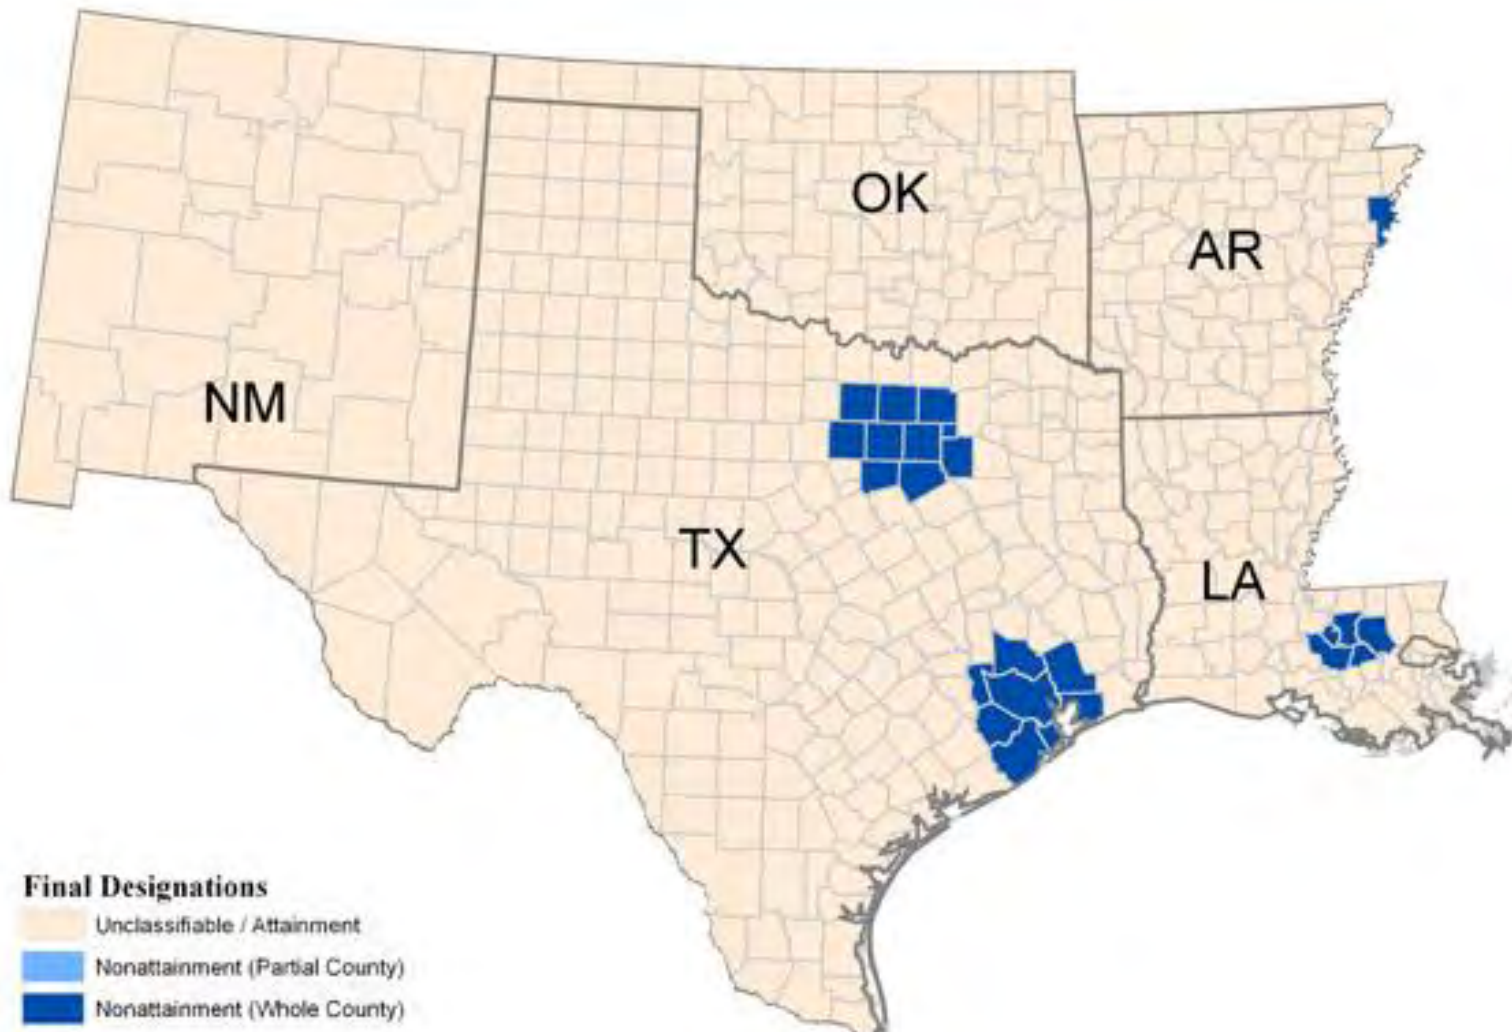 OK
AR
NM
TX
LA
Final Designations
Unclassifiable / Attainment
Nonattainment (Partial County)
Nonattainment (Whole County)